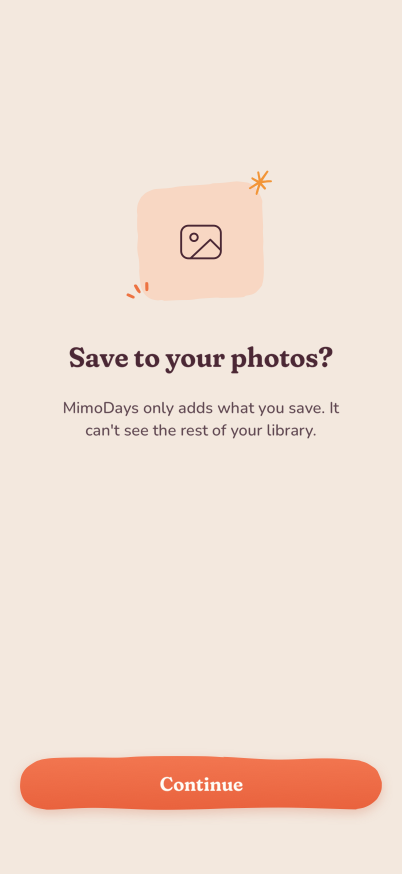 Save to your photos?
MimoDays only adds what you save. It
can't see the rest of your library.
Continue